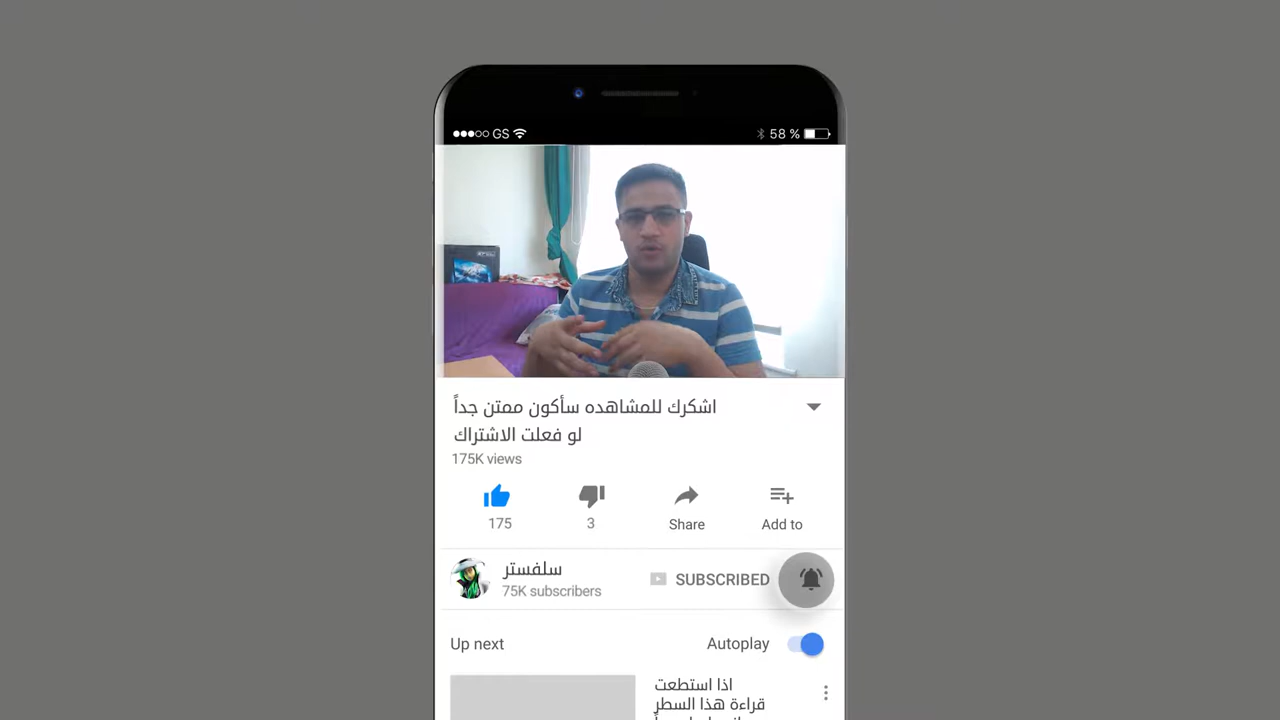 GS
58 %
اشكرك للمشاهده سأكون ممتن جداً
لو فعلت الاشتراك
175K views
175
3
Share
Add to
سلفستر
75K subscribers
SUBSCRIBED
Up next
Autoplay
اذا استطعت
قراءة هذا السطر